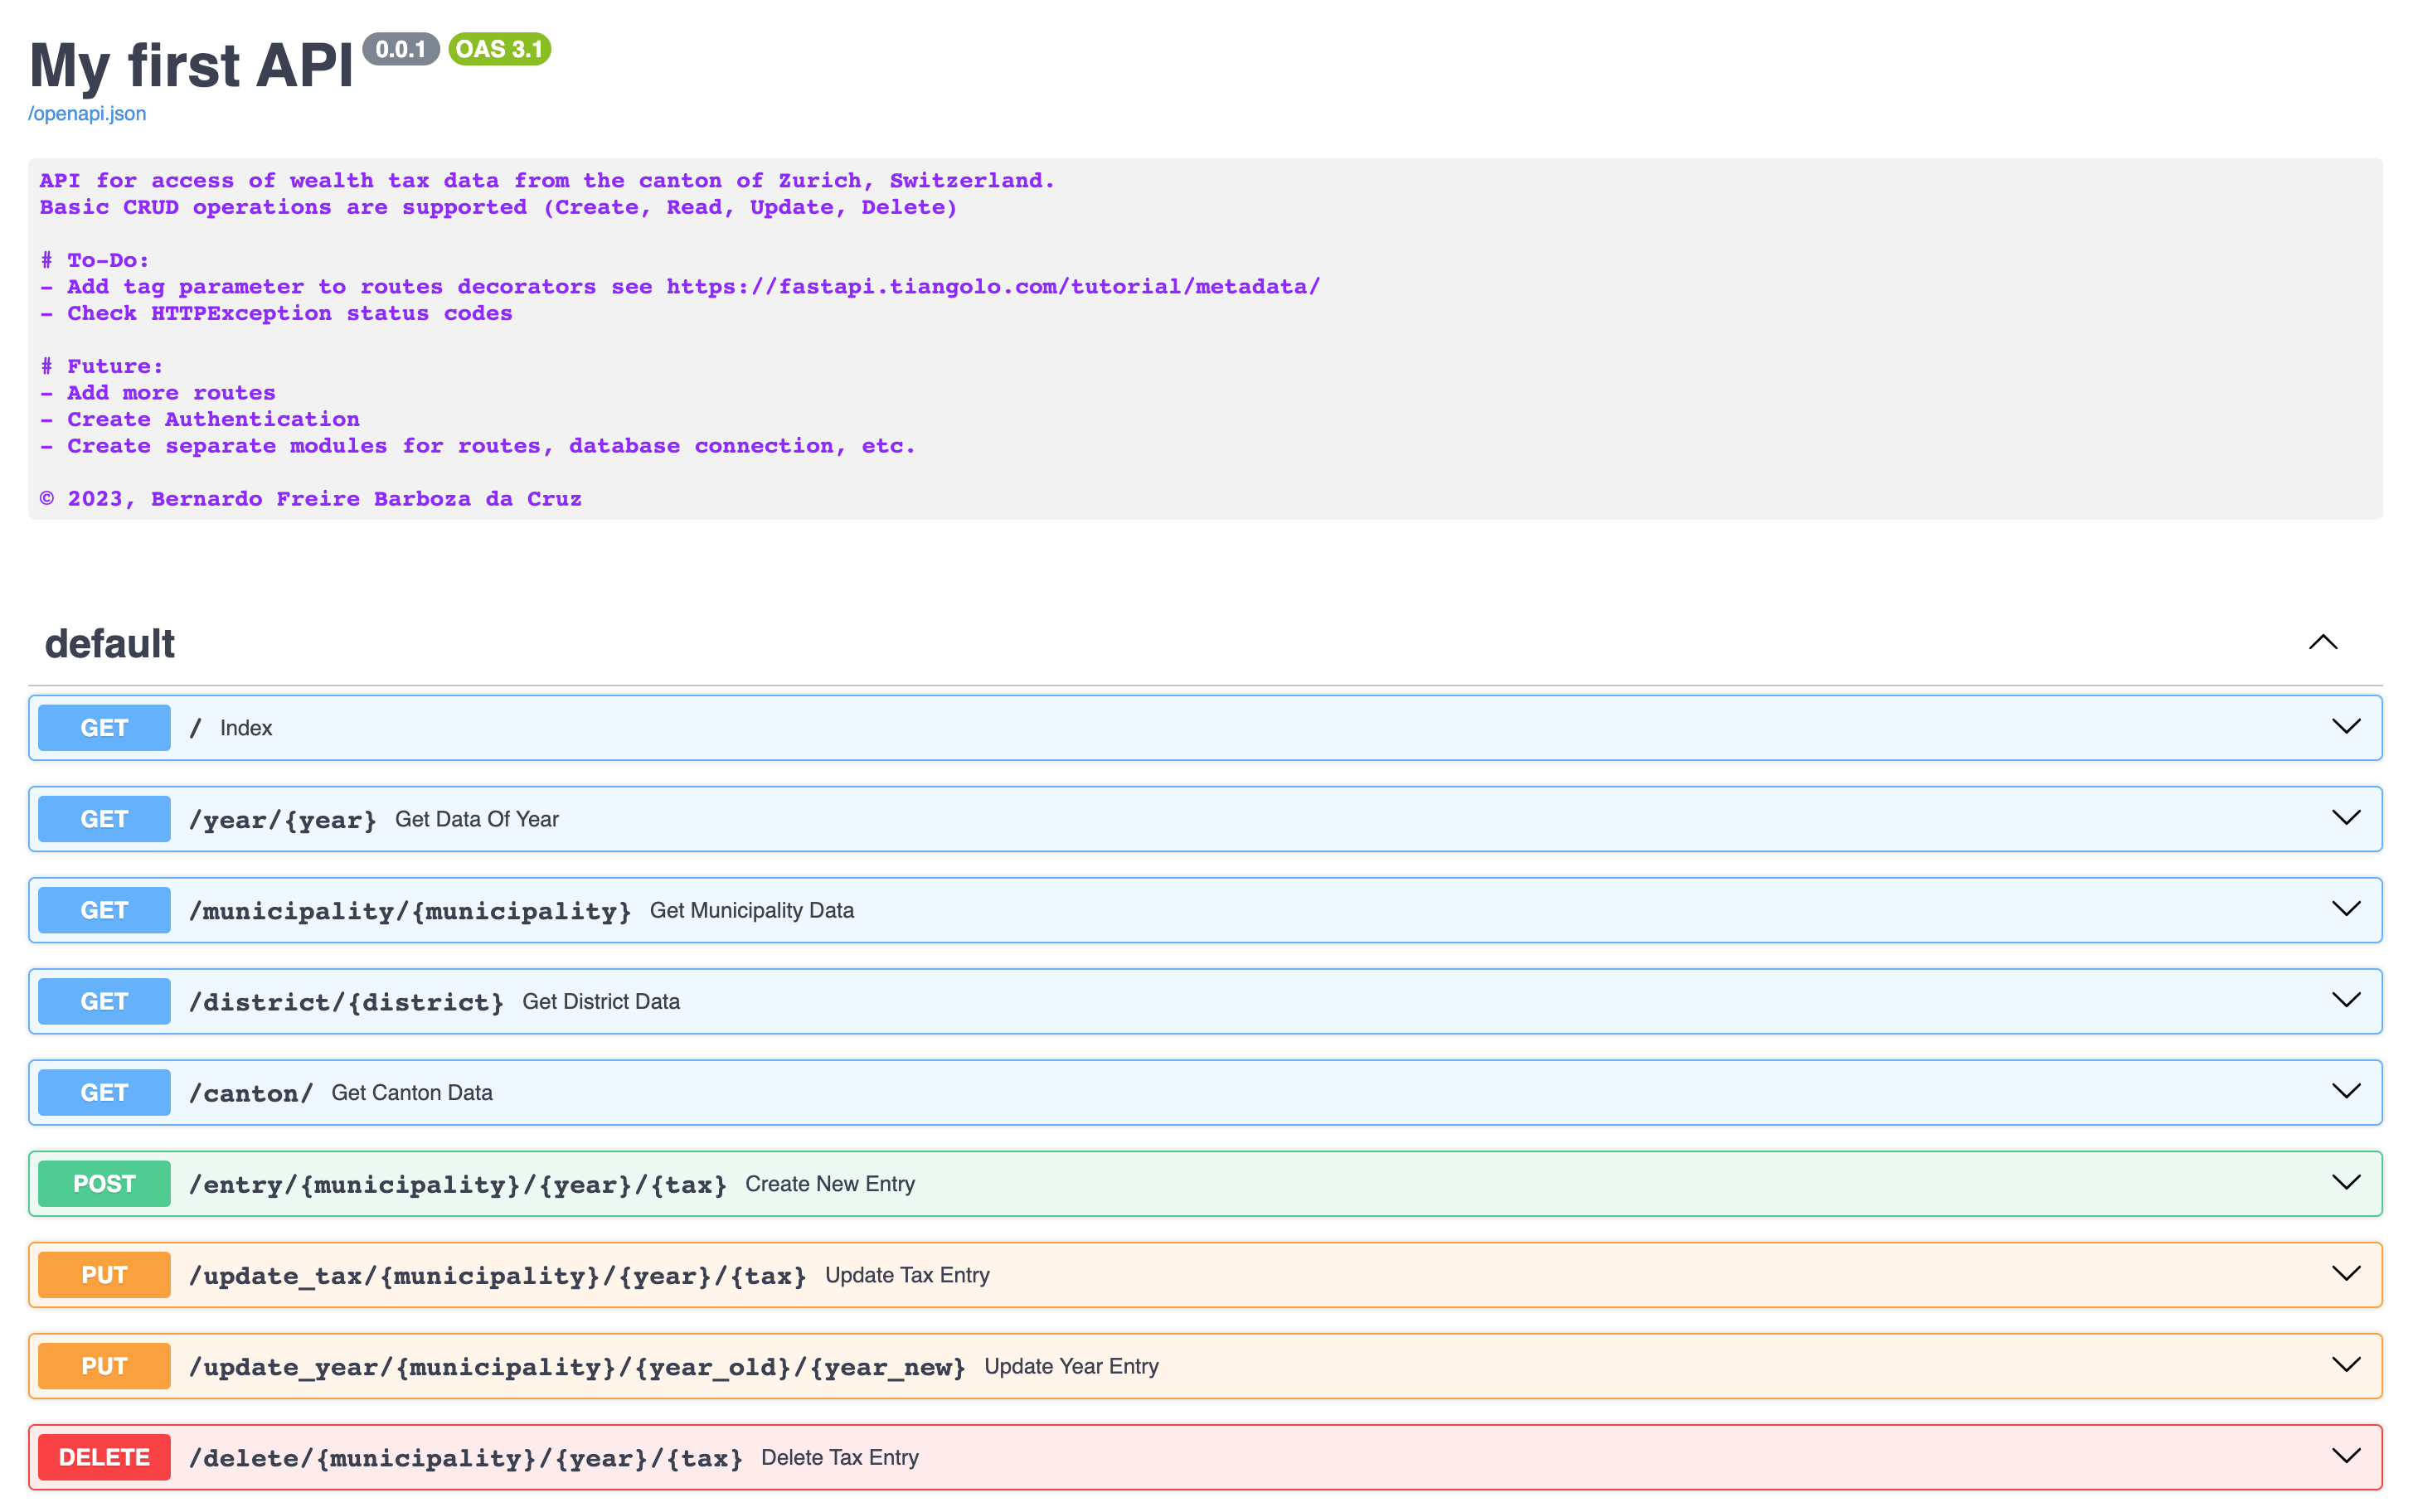 My first API 0.0.1 OAS 3.1
/openapi.json
API for access of wealth tax data from the canton of Zurich, Switzerland.
Basic CRUD operations are supported (Create, Read, Update, Delete)
# To-Do:
- Add tag parameter to routes decorators see https://fastapi.tiangolo.com/tutorial/metadata/
- Check HTTPException status codes
# Future:
- Add more routes
- Create Authentication
- Create separate modules for routes, database connection, etc.
© 2023, Bernardo Freire Barboza da Cruz
default
GET / Index
GET /year/{year} Get Data Of Year
GET /municipality/{municipality} Get Municipality Data
GET /district/{district} Get District Data
GET /canton/ Get Canton Data
POST /entry/{municipality}/{year}/{tax} Create New Entry
PUT /update_tax/{municipality}/{year}/{tax} Update Tax Entry
PUT /update_year/{municipality}/{year_old}/{year_new} Update Year Entry
DELETE /delete/{municipality}/{year}/{tax} Delete Tax Entry